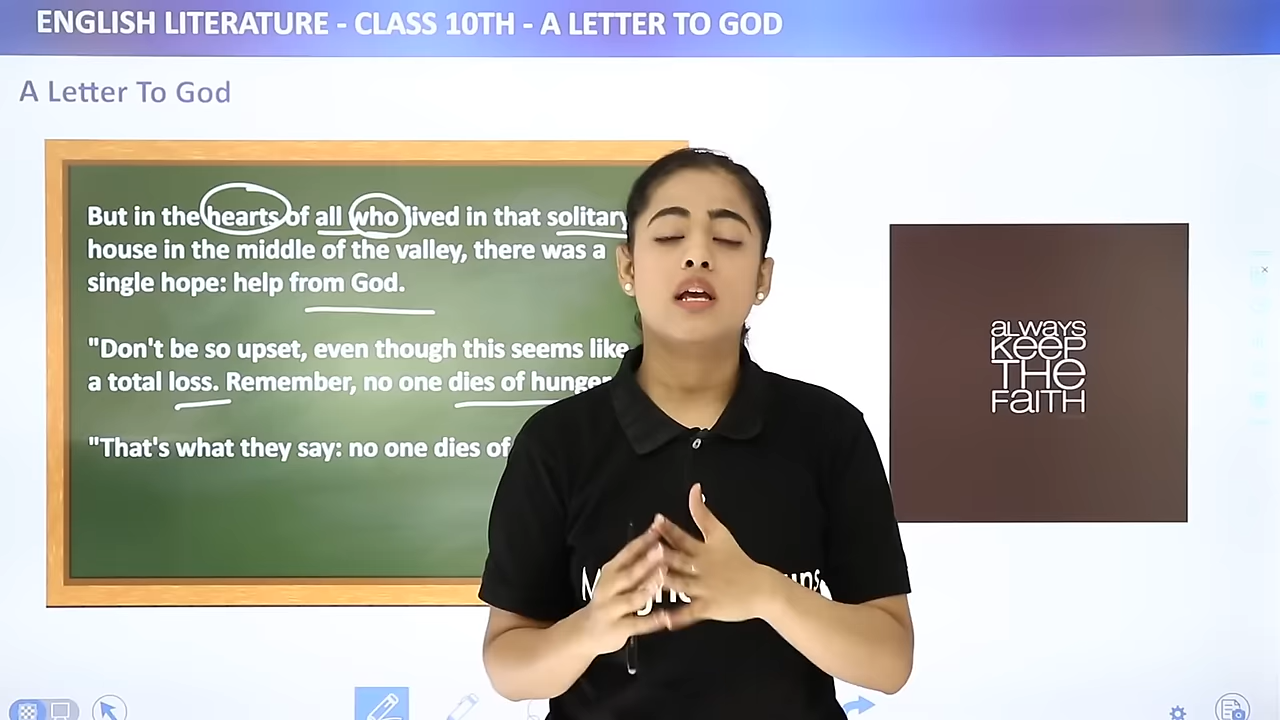 ENGLISH LITERATURE - CLASS 10TH - A LETTER TO GOD
A Letter To God
But in the hearts of all who lived in that solitary
house in the middle of the valley, there was a
single hope: help from God.
"Don't be so upset, even though this seems like
a total loss. Remember, no one dies of hunger
"That's what they say: no one dies of
ALWAYS
KEEP
THE
FAITH